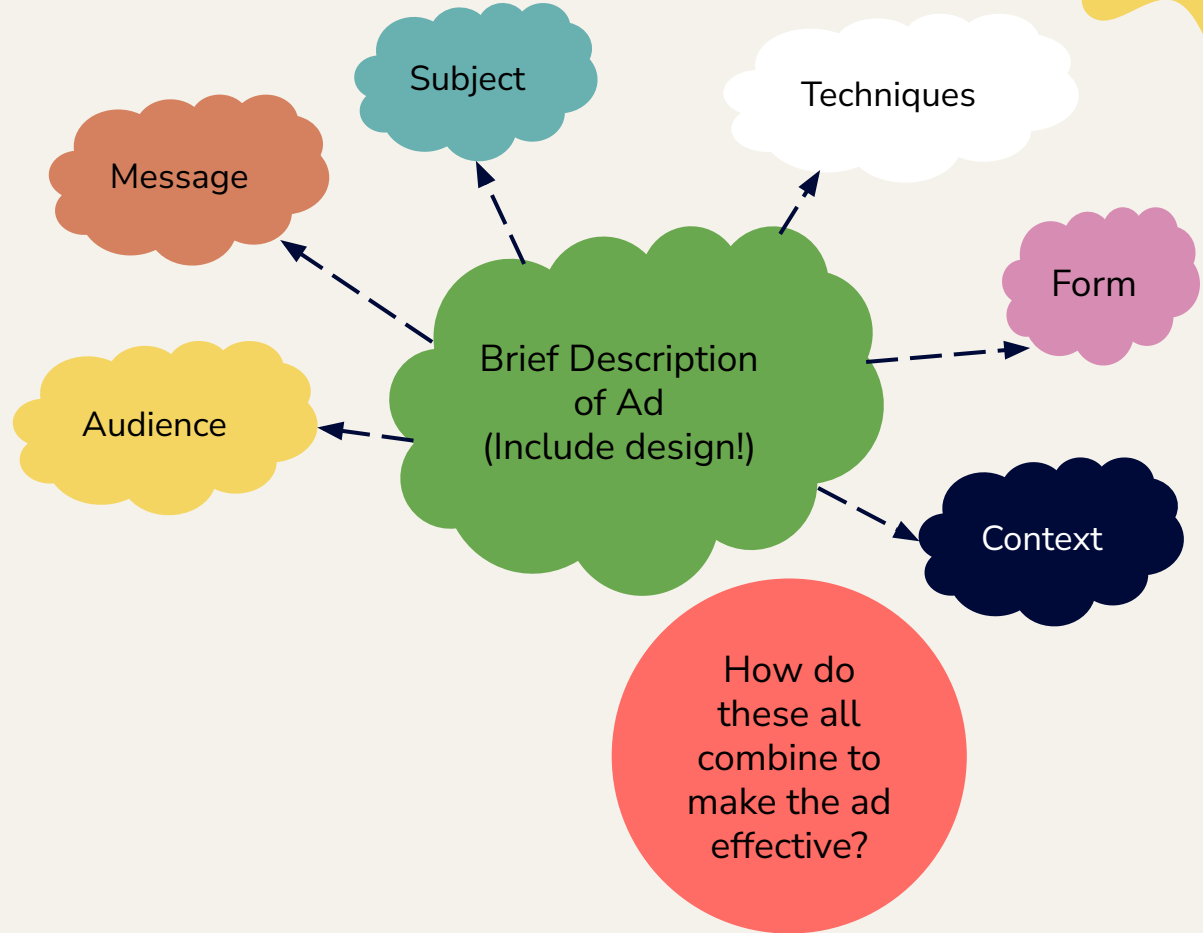 Subject
Techniques
Message
Form
Brief Description
of Ad
(Include design!)
Audience
Context
How do
these all
combine to
make the ad
effective?